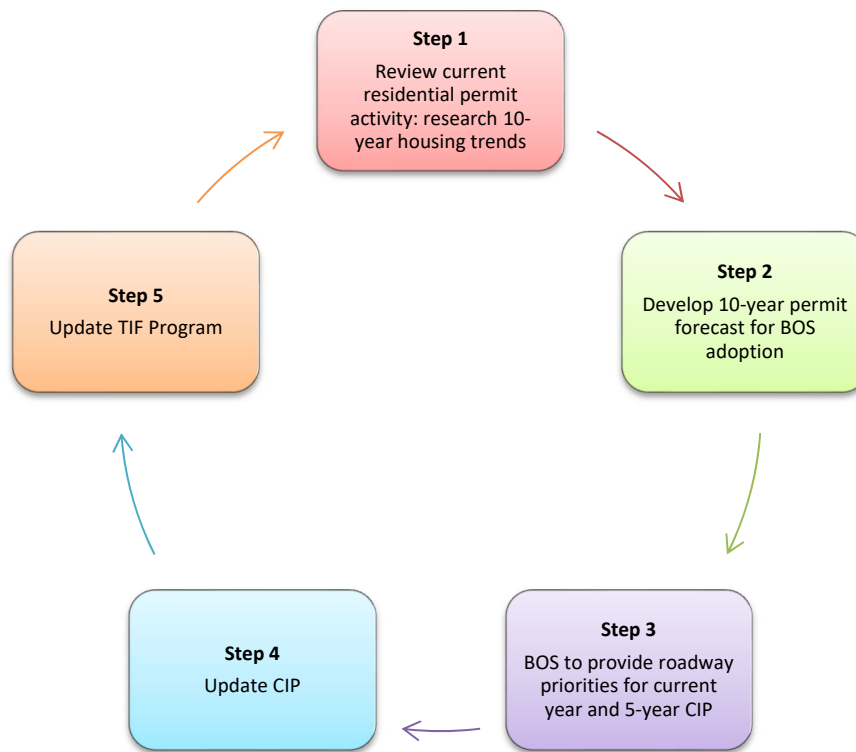 Step 1
Review current
residential permit
activity: research 10-
year housing trends
Step 2
Develop 10-year permit
forecast for BOS
adoption
Step 3
BOS to provide roadway
priorities for current
year and 5-year CIP
Step 4
Update CIP
Step 5
Update TIF Program